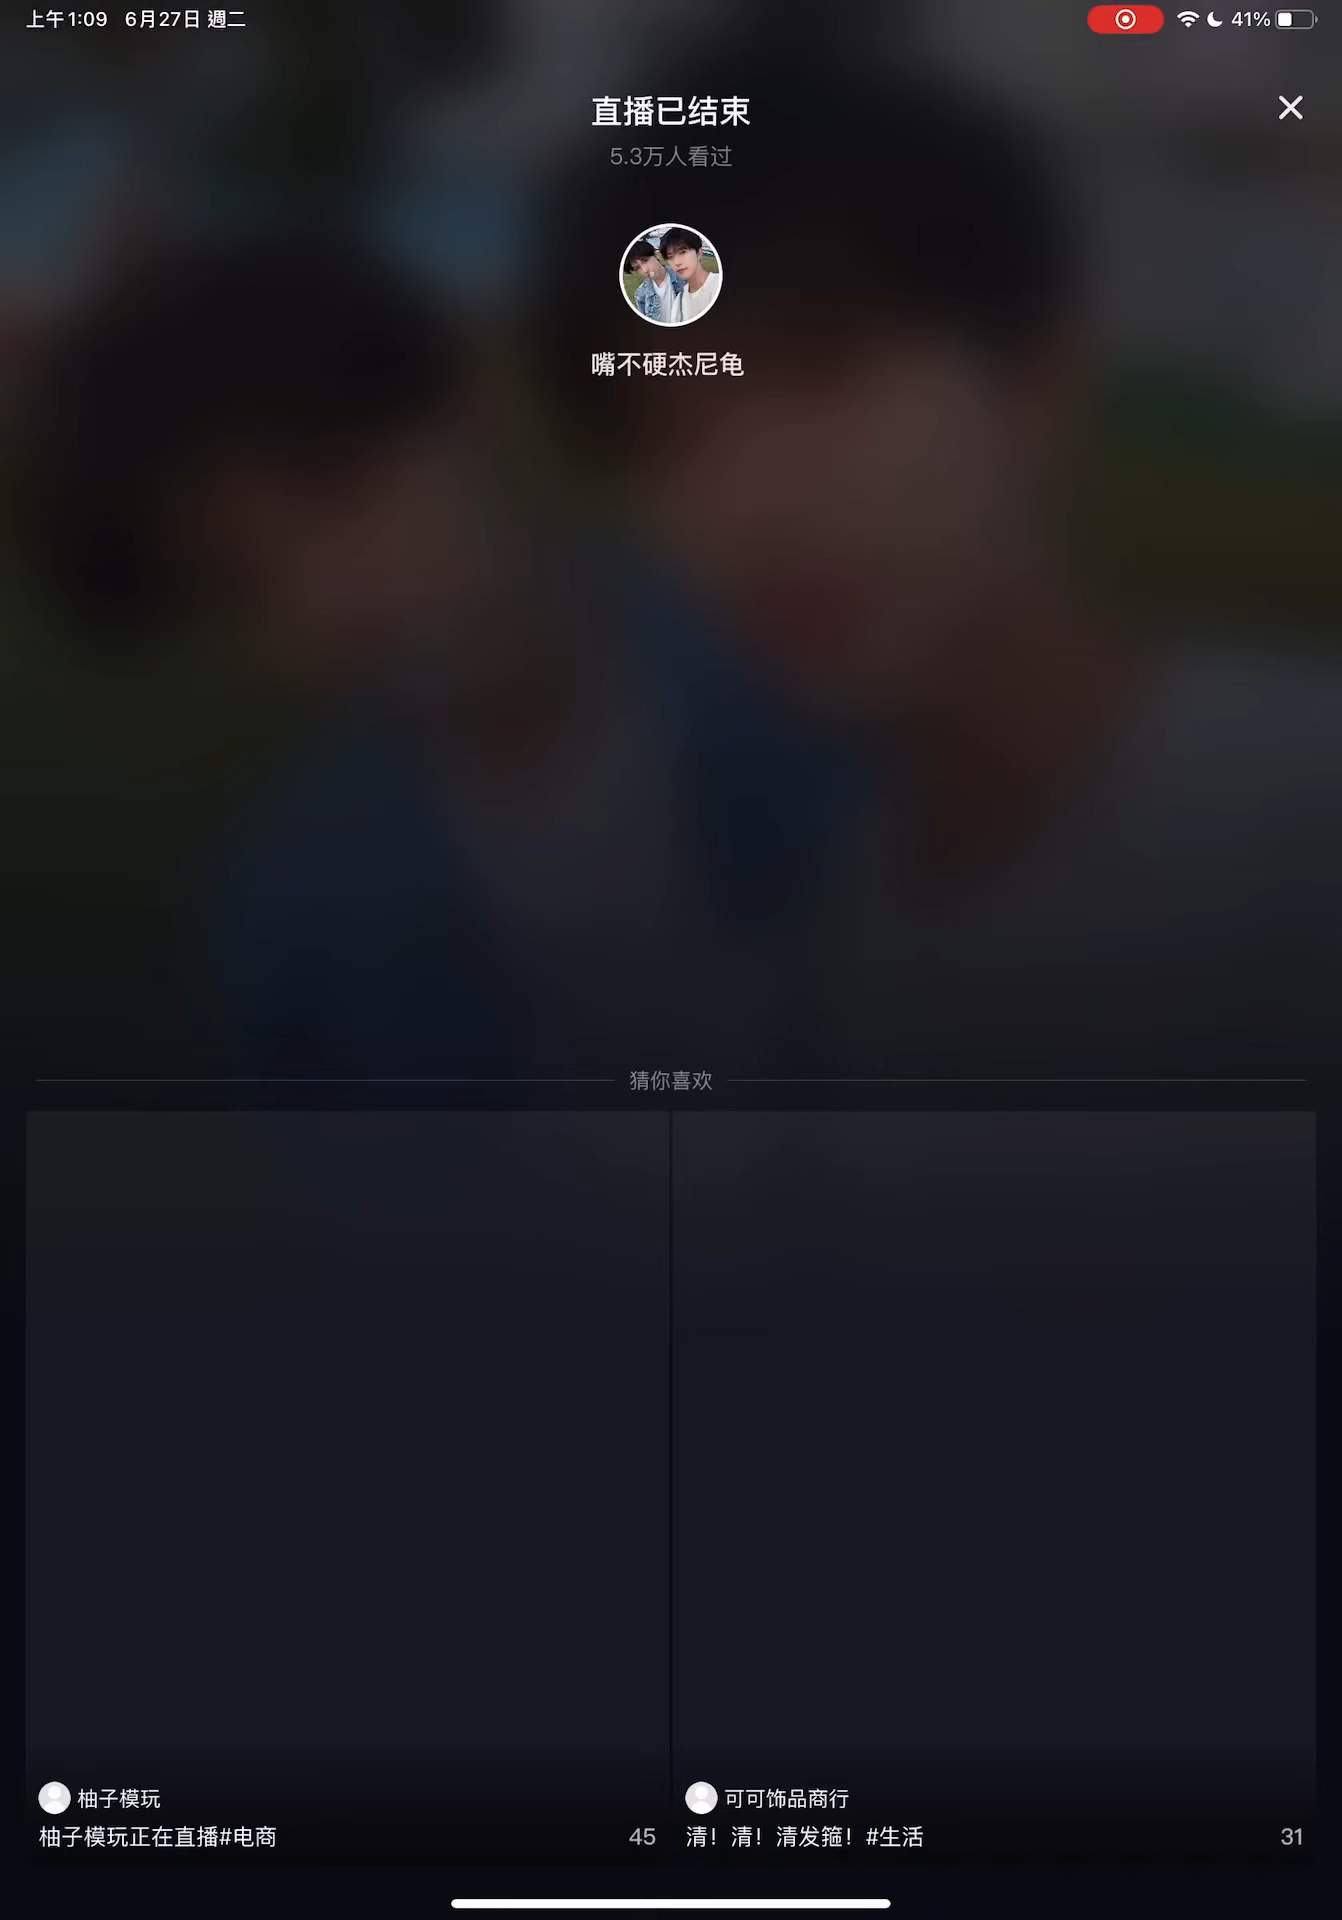 上午1:09 6月27日 週二
41%
直播已结束
5.3万人看过
嘴不硬杰尼龟
猜你喜欢
柚子模玩
柚子模玩正在直播#电商
45
可可饰品商行
清！清！清发箍！#生活
31